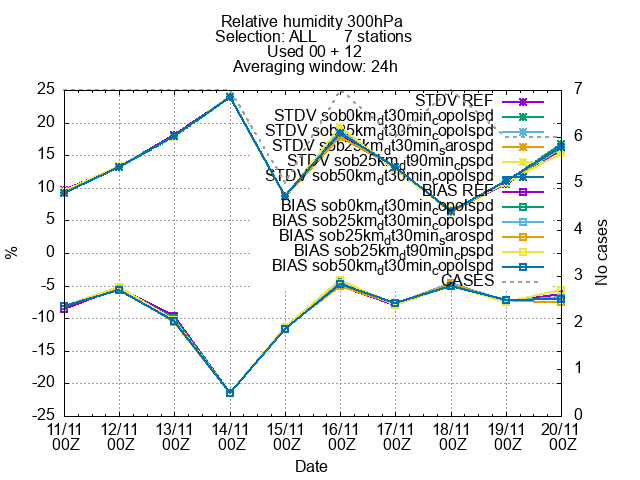 Relative humidity 300hPa
Selection: ALL 7 stations
Used 00 + 12
Averaging window: 24h
25
20
15
10
5
0
-5
-10
-15
-20
-25
%
7
6
5
4
3
2
1
0
No cases
STDV REF
STDV sob0km_dt30min_copolspd
STDV sob25km_dt30min_copolspd
STDV sob25km_dt30min_sarospd
STDV sob25km_dt90min_cpspd
STDV sob50km_dt30min_copolspd
BIAS REF
BIAS sob0km_dt30min_copolspd
BIAS sob25km_dt30min_copolspd
BIAS sob25km_dt30min_sarospd
BIAS sob25km_dt90min_cpspd
BIAS sob50km_dt30min_copolspd
CASES
11/11 12/11 13/11 14/11 15/11 16/11 17/11 18/11 19/11 20/11
00Z 00Z 00Z 00Z 00Z 00Z 00Z 00Z 00Z 00Z
Date